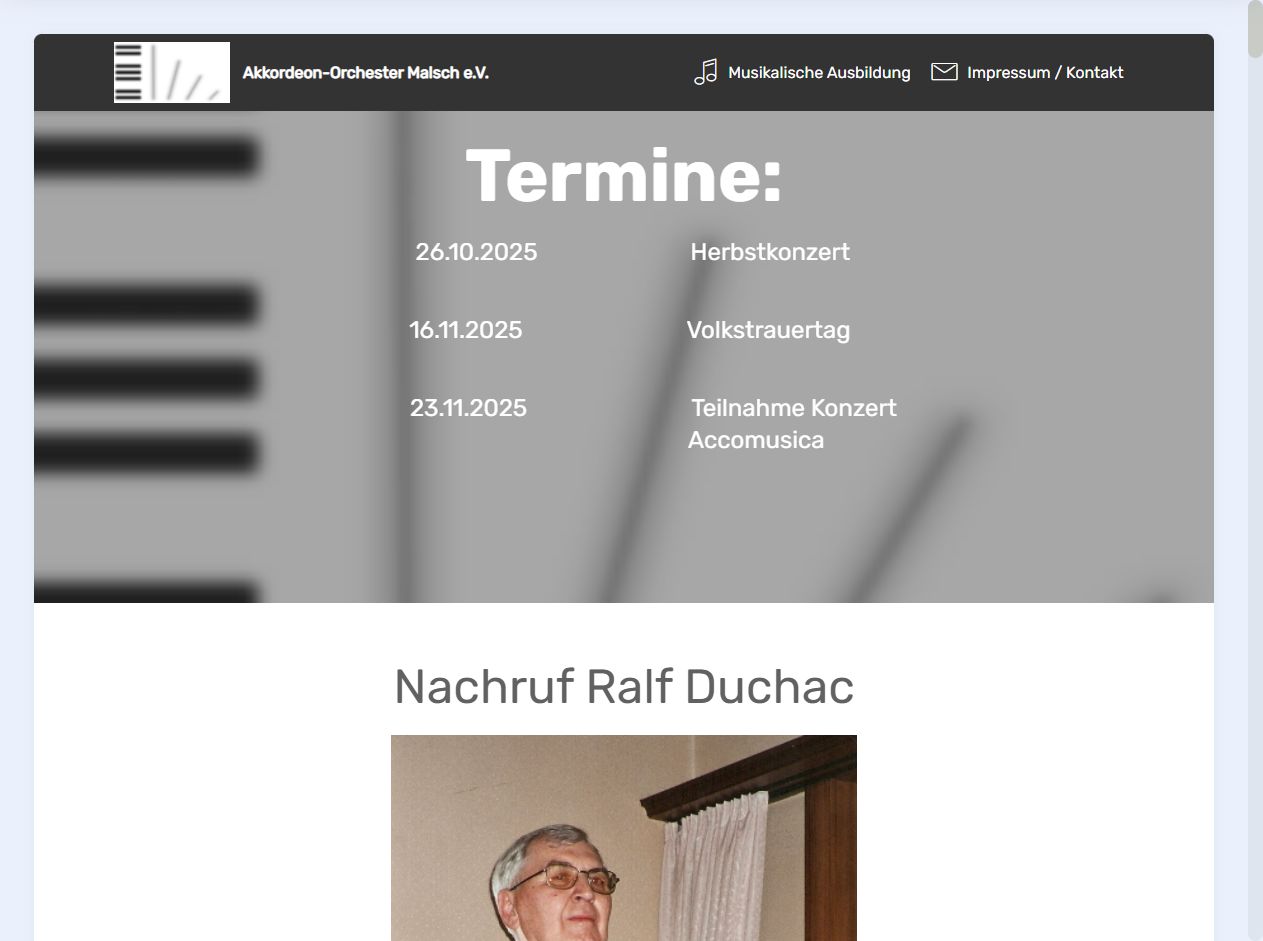 Akkordeon-Orchester Malsch e.V.
Musikalische Ausbildung
Impressum / Kontakt
Termine:
26.10.2025 Herbstkonzert
16.11.2025 Volkstrauertag
23.11.2025 Teilnahme Konzert
Accomusica
Nachruf Ralf Duchac